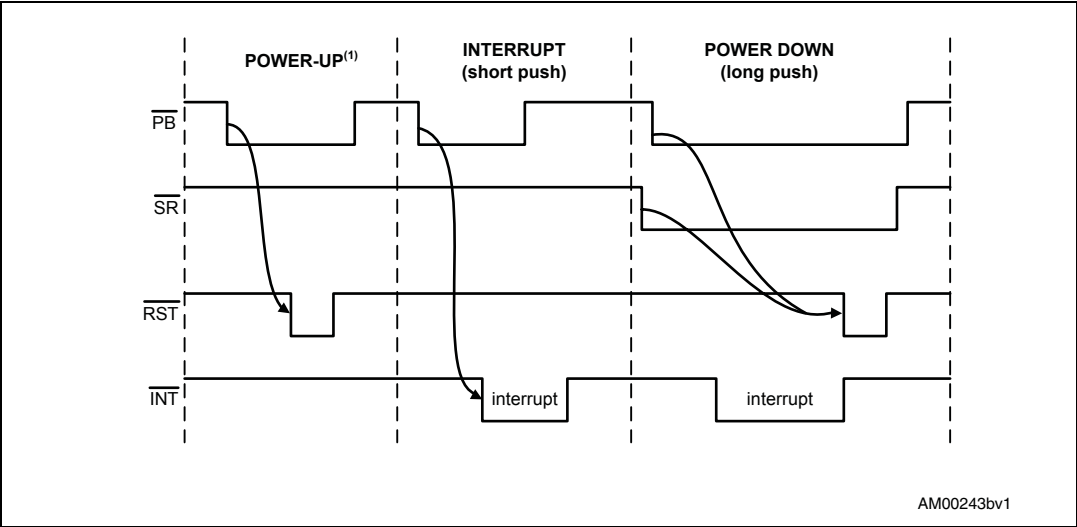 POWER-UP(1)
INTERRUPT
(short push)
POWER DOWN
(long push)
PB
SR
RST
INT
interrupt
interrupt
AM00243bv1